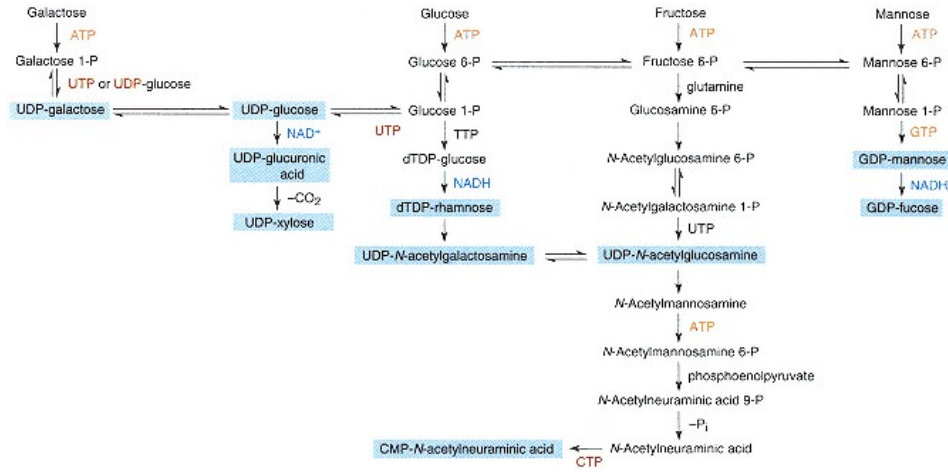 Galactose Glucose Fructose Mannose
ATP ATP ATP ATP
Galactose 1-P Glucose 6-P Fructose 6-P Mannose 6-P
UTP or UDP-glucose glutamine
UDP-galactose UDP-glucose Glucose 1-P Glucosamine 6-P Mannose 1-P
NAD+ UTP TTP GTP
UDP-glucuronic acid dTDP-glucose N-Acetylglucosamine 6-P GDP-mannose
–CO2 NADH NADH
UDP-xylose dTDP-rhamnose N-Acetylgalactosamine 1-P GDP-fucose
UTP
UDP-N-acetylgalactosamine UDP-N-acetylglucosamine
N-Acetylmannosamine
ATP
N-Acetylmannosamine 6-P
phosphoenolpyruvate
N-Acetylneuraminic acid 9-P
–Pi
CMP-N-acetylneuraminic acid CTP N-Acetylneuraminic acid